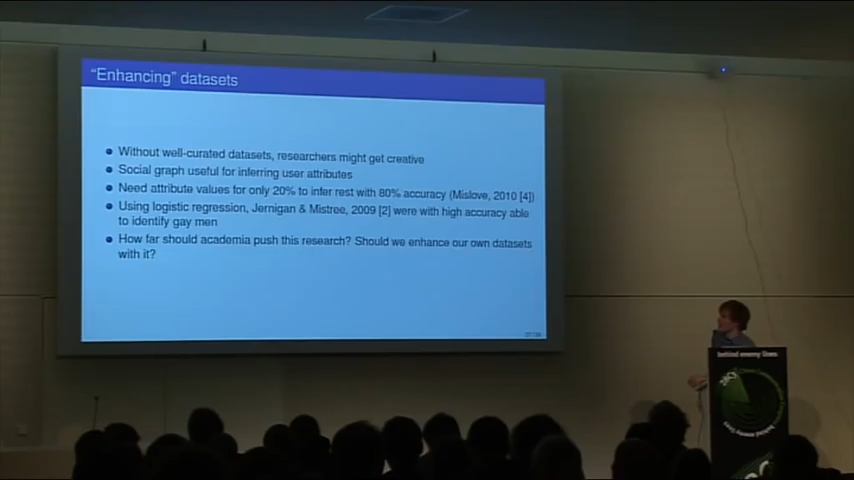 "Enhancing" datasets
Without well-curated datasets, researchers might get creative
Social graph useful for inferring user attributes
Need attribute values for only 20% to infer rest with 80% accuracy (Mislove, 2010 [4])
Using logistic regression, Jernigan & Mistree, 2009 [2] were with high accuracy able
to identify gay men
How far should academia push this research? Should we enhance our own datasets
with it?
behind enemy lines